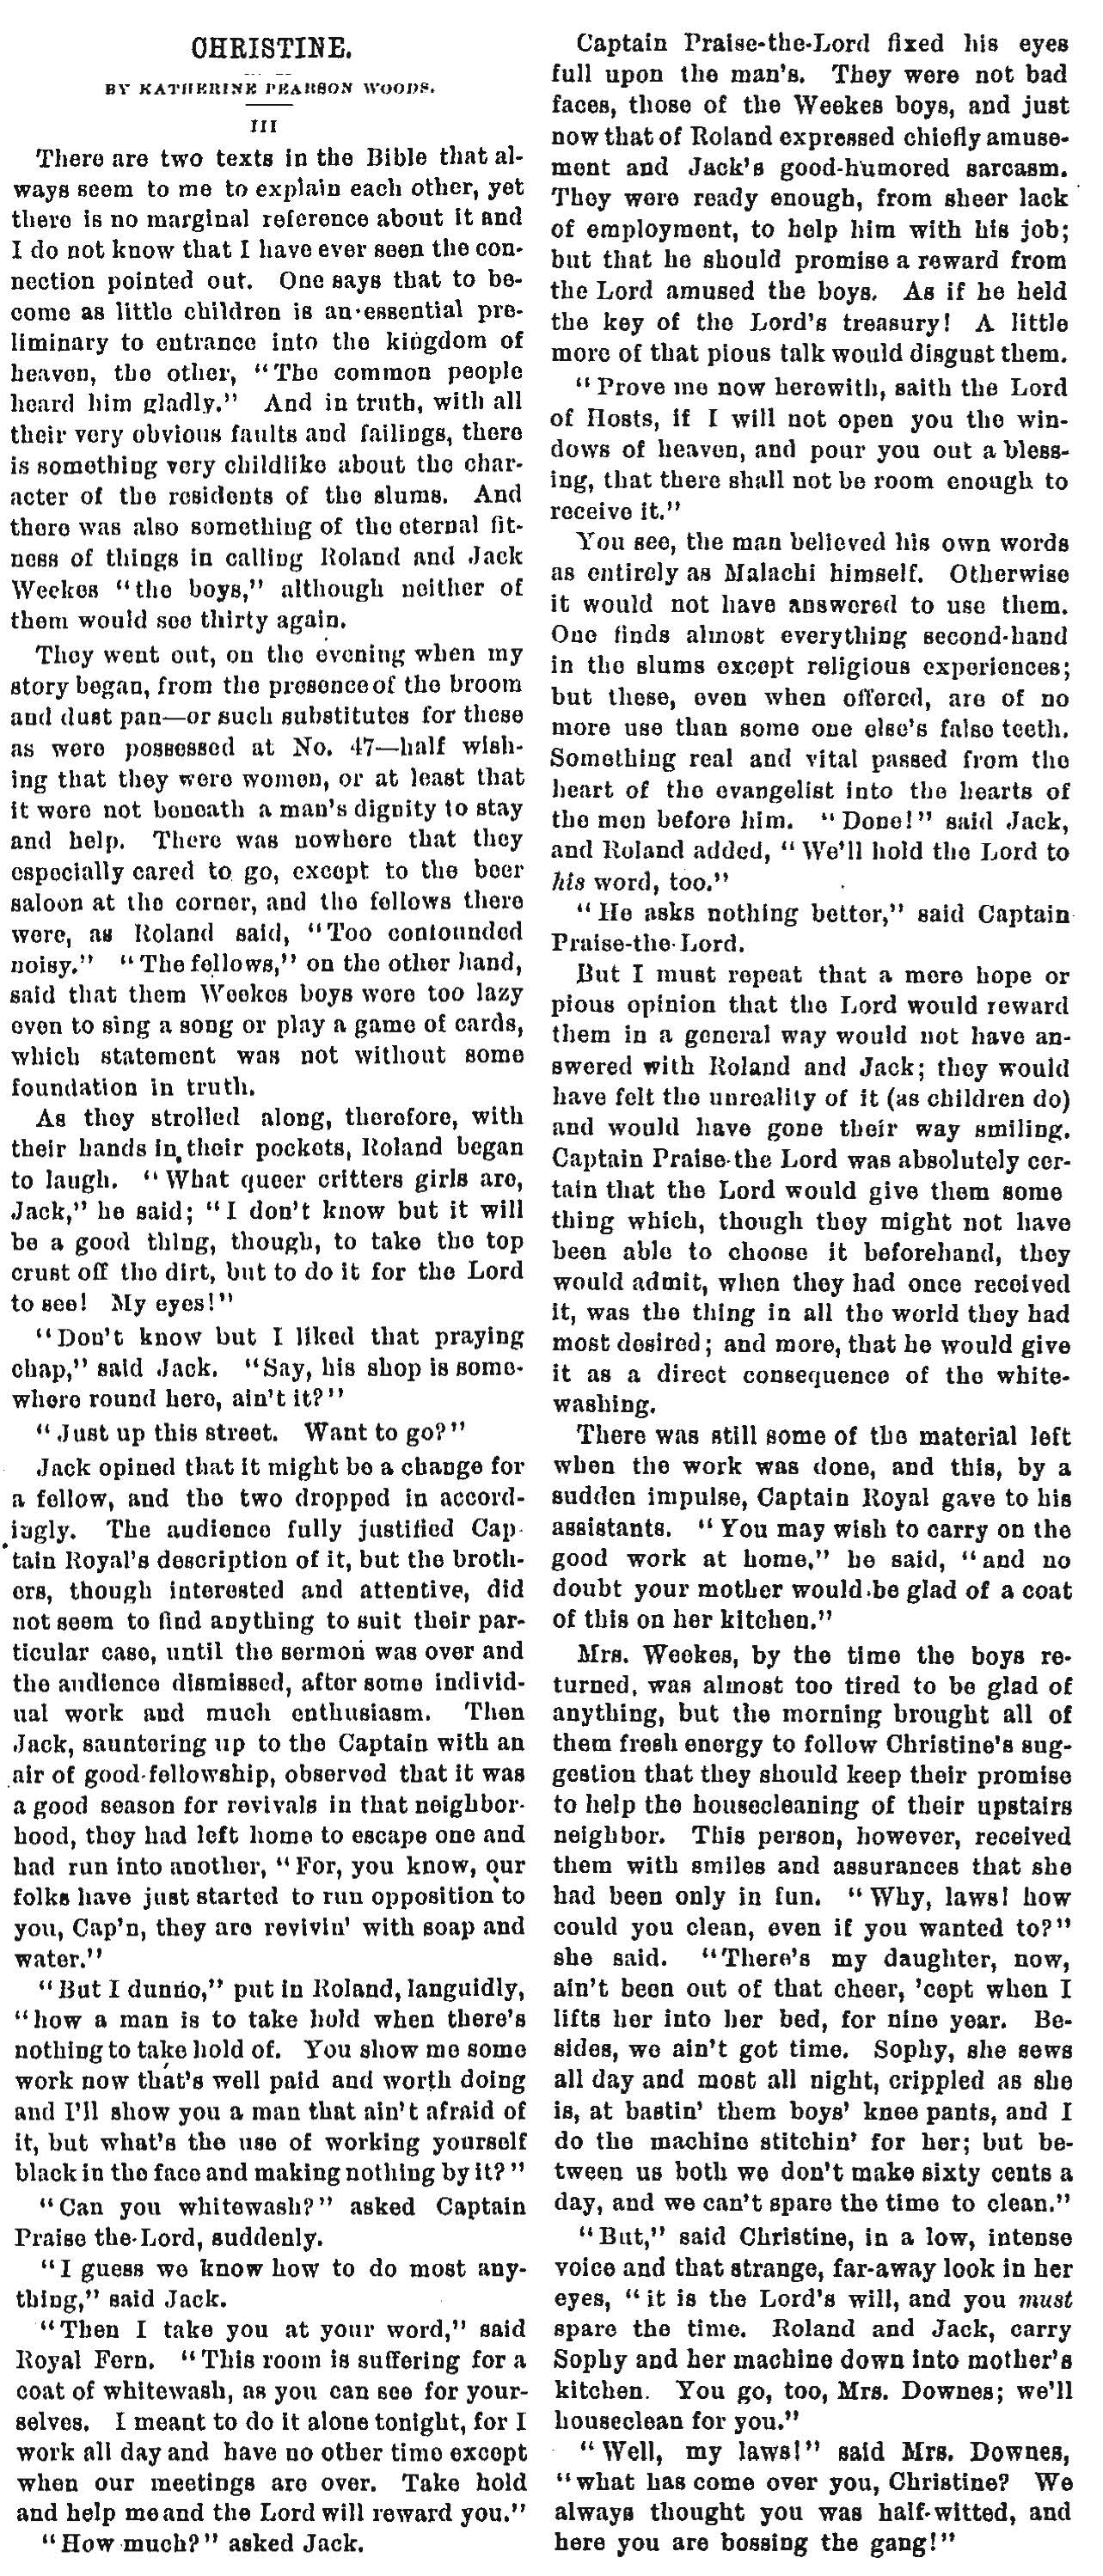 CHRISTINE.
BY KATHERINE PEARSON WOODS.
III
There are two texts in the Bible that al-
ways seem to me to explain each other, yet
there is no marginal reference about it and
I do not know that I have ever seen the con-
nection pointed out. One says that to be-
come as little children is an essential pre-
liminary to entrance into the kingdom of
heaven, the other, "The common people
heard him gladly." And in truth, with all
their very obvious faults and failings, there
is something very childlike about the char-
acter of the residents of the slums. And
there was also something of the eternal fit-
ness of things in calling Roland and Jack
Weekes "the boys," although neither of
them would see thirty again.
They went out, on the evening when my
story began, from the presence of the broom
and dust pan—or such substitutes for these
as were possessed at No. 47—half wish-
ing that they were women, or at least that
it were not beneath a man's dignity to stay
and help. There was nowhere that they
especially cared to go, except to the beer
saloon at the corner, and the fellows there
were, as Roland said, "Too confounded
noisy." "The fellows," on the other hand,
said that them Weekes boys were too lazy
even to sing a song or play a game of cards,
which statement was not without some
foundation in truth.
As they strolled along, therefore, with
their hands in their pockets, Roland began
to laugh. "What queer critters girls are,
Jack," he said; "I don't know but it will
be a good thing, though, to take the top
crust off the dirt, but to do it for the Lord
to see! My eyes!"
"Don't know but I liked that praying
chap," said Jack. "Say, his shop is some-
where round here, ain't it?"
"Just up this street. Want to go?"
Jack opined that it might be a change for
a fellow, and the two dropped in accord-
ingly. The audience fully justified Cap-
tain Royal's description of it, but the broth-
ers, though interested and attentive, did
not seem to find anything to suit their par-
ticular case, until the sermon was over and
the audience dismissed, after some individ-
ual work and much enthusiasm. Then
Jack, sauntering up to the Captain with an
air of good-fellowship, observed that it was
a good season for revivals in that neighbor-
hood, they had left home to escape one and
had run into another, "For, you know, our
folks have just started to run opposition to
you, Cap'n, they are revivin' with soap and
water."
"But I dunno," put in Roland, languidly,
"how a man is to take hold when there's
nothing to take hold of. You show me some
work now that's well paid and worth doing
and I'll show you a man that ain't afraid of
it, but what's the use of working yourself
black in the face and making nothing by it?"
"Can you whitewash?" asked Captain
Praise the-Lord, suddenly.
"I guess we know how to do most any-
thing," said Jack.
"Then I take you at your word," said
Royal Fern. "This room is suffering for a
coat of whitewash, as you can see for your-
selves. I meant to do it alone tonight, for I
work all day and have no other time except
when our meetings are over. Take hold
and help me and the Lord will reward you."
"How much?" asked Jack.
Captain Praise-the-Lord fixed his eyes
full upon the man's. They were not bad
faces, those of the Weekes boys, and just
now that of Roland expressed chiefly amuse-
ment and Jack's good-humored sarcasm.
They were ready enough, from sheer lack
of employment, to help him with his job;
but that he should promise a reward from
the Lord amused the boys. As if he held
the key of the Lord's treasury! A little
more of that pious talk would disgust them.
"Prove me now herewith, saith the Lord
of Hosts, if I will not open you the win-
dows of heaven, and pour you out a bless-
ing, that there shall not be room enough to
receive it."
You see, the man believed his own words
as entirely as Malachi himself. Otherwise
it would not have answered to use them.
One finds almost everything second-hand
in the slums except religious experiences;
but these, even when offered, are of no
more use than some one else's false teeth.
Something real and vital passed from the
heart of the evangelist into the hearts of
the men before him. "Done!" said Jack,
and Roland added, "We'll hold the Lord to
his word, too."
"He asks nothing better," said Captain
Praise-the-Lord.
But I must repeat that a mere hope or
pious opinion that the Lord would reward
them in a general way would not have an-
swered with Roland and Jack; they would
have felt the unreality of it (as children do)
and would have gone their way smiling.
Captain Praise-the Lord was absolutely cer-
tain that the Lord would give them some
thing which, though they might not have
been able to choose it beforehand, they
would admit, when they had once received
it, was the thing in all the world they had
most desired; and more, that he would give
it as a direct consequence of the white-
washing.
There was still some of the material left
when the work was done, and this, by a
sudden impulse, Captain Royal gave to his
assistants. "You may wish to carry on the
good work at home," he said, "and no
doubt your mother would be glad of a coat
of this on her kitchen."
Mrs. Weekes, by the time the boys re-
turned, was almost too tired to be glad of
anything, but the morning brought all of
them fresh energy to follow Christine's sug-
gestion that they should keep their promise
to help the housecleaning of their upstairs
neighbor. This person, however, received
them with smiles and assurances that she
had been only in fun. "Why, laws! how
could you clean, even if you wanted to?"
she said. "There's my daughter, now,
ain't been out of that cheer, 'cept when I
lifts her into her bed, for nine year. Be-
sides, we ain't got time. Sophy, she sews
all day and most all night, crippled as she
is, at bastin' them boys' knee pants, and I
do the machine stitchin' for her; but be-
tween us both we don't make sixty cents a
day, and we can't spare the time to clean."
"But," said Christine, in a low, intense
voice and that strange, far-away look in her
eyes, "it is the Lord's will, and you must
spare the time. Roland and Jack, carry
Sophy and her machine down into mother's
kitchen. You go, too, Mrs. Downes; we'll
houseclean for you."
"Well, my laws!" said Mrs. Downes,
"what has come over you, Christine? We
always thought you was half-witted, and
here you are bossing the gang!"